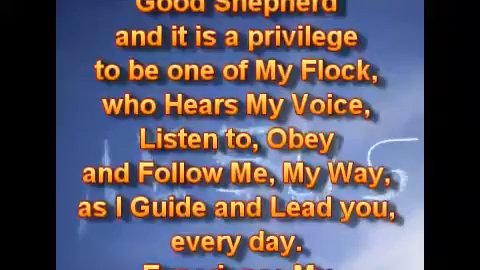 Good Shepherd
and it is a privilege
to be one of My Flock,
who Hears My Voice,
Listen to, Obey
and Follow Me, My Way,
as I Guide and Lead you,
every day.